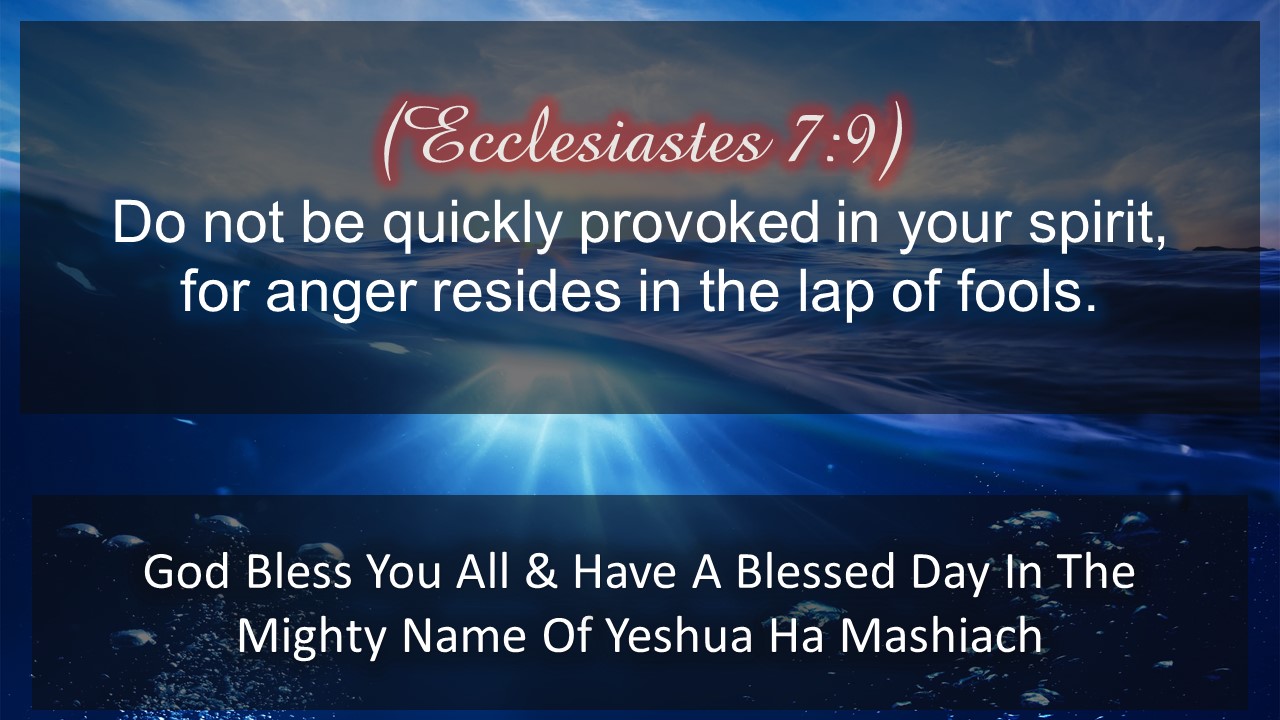 (Ecclesiastes 7:9)
Do not be quickly provoked in your spirit,
for anger resides in the lap of fools.
God Bless You All & Have A Blessed Day In The
Mighty Name Of Yeshua Ha Mashiach